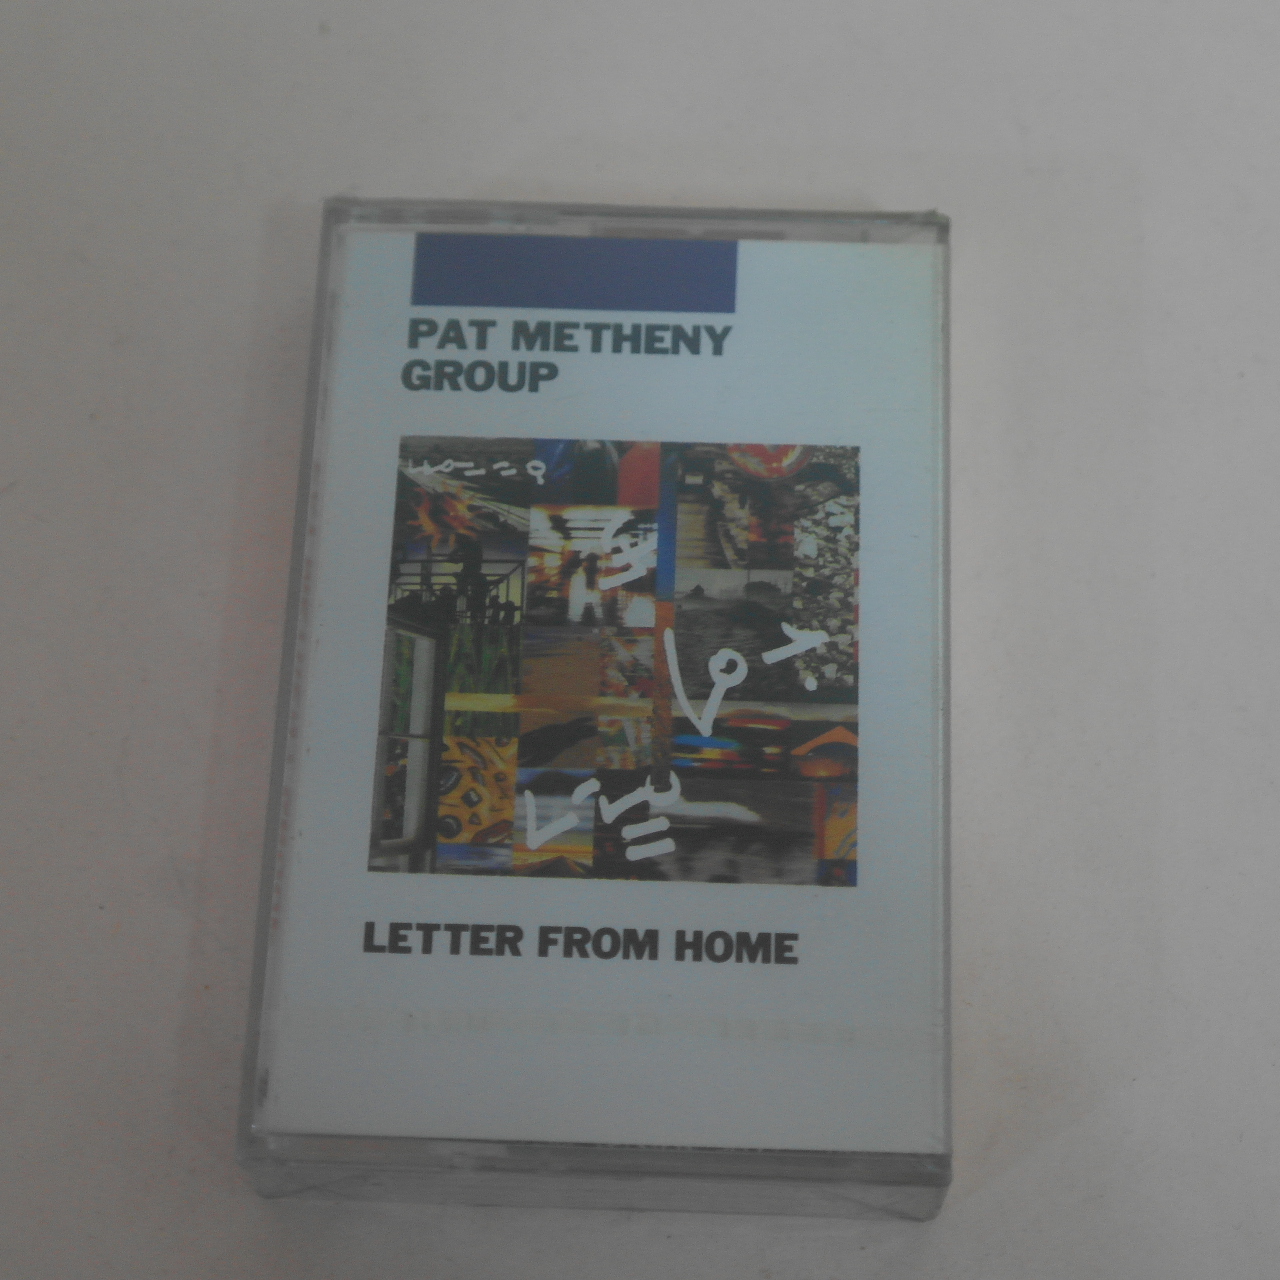 PAT METHENY
GROUP
LETTER FROM HOME